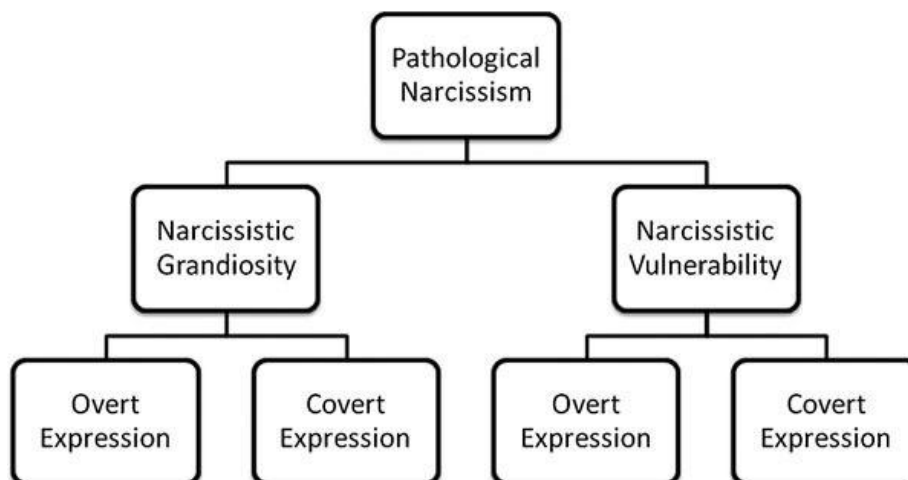 Pathological
Narcissism
Narcissistic
Grandiosity
Narcissistic
Vulnerability
Overt
Expression
Covert
Expression
Overt
Expression
Covert
Expression